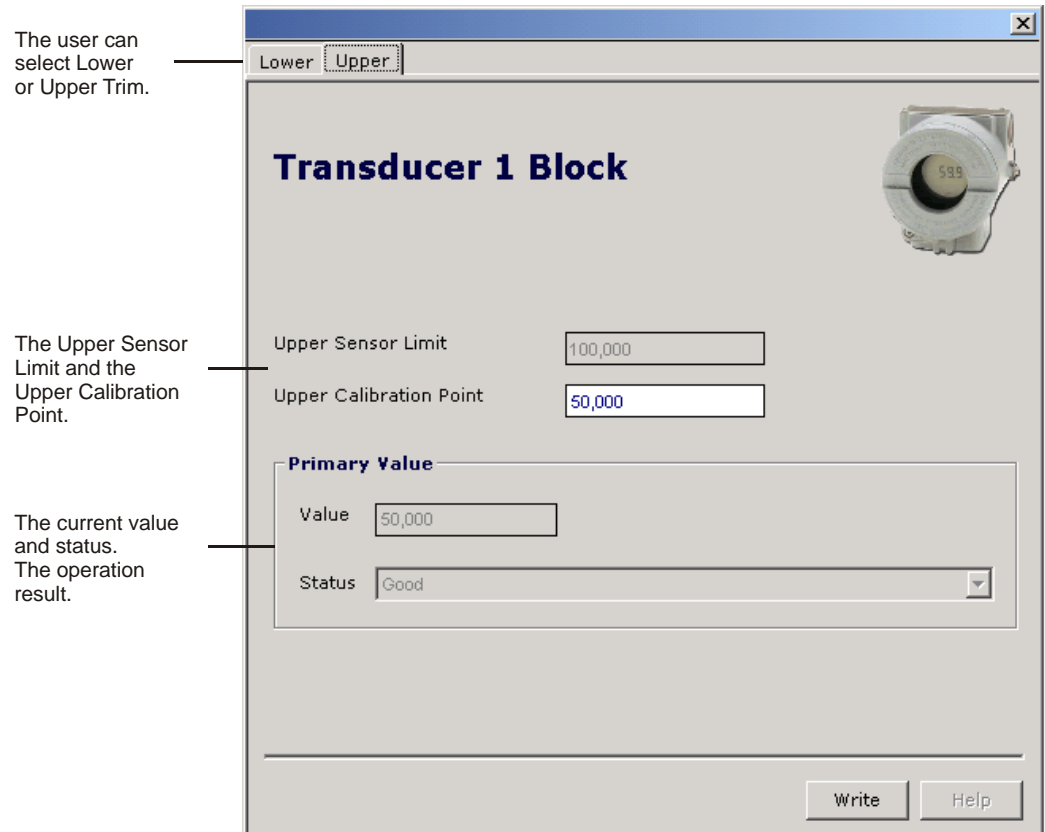 The user can
select Lower
or Upper Trim.
Lower Upper
Transducer 1 Block
59.9
The Upper Sensor
Limit and the
Upper Calibration
Point.
Upper Sensor Limit 100,000
Upper Calibration Point 50,000
Primary Value
The current value
and status.
The operation
result.
Value 50,000
Status Good
Write Help